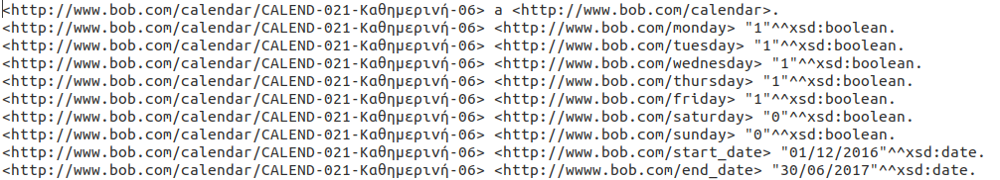 <http://www.bob.com/calendar/CALEND-021-Καθημερινή-06> a <http://www.bob.com/calendar>.
<http://www.bob.com/calendar/CALEND-021-Καθημερινή-06> <http://www.bob.com/monday> "1"^^xsd:boolean.
<http://www.bob.com/calendar/CALEND-021-Καθημερινή-06> <http://www.bob.com/tuesday> "1"^^xsd:boolean.
<http://www.bob.com/calendar/CALEND-021-Καθημερινή-06> <http://www.bob.com/wednesday> "1"^^xsd:boolean.
<http://www.bob.com/calendar/CALEND-021-Καθημερινή-06> <http://www.bob.com/thursday> "1"^^xsd:boolean.
<http://www.bob.com/calendar/CALEND-021-Καθημερινή-06> <http://www.bob.com/friday> "1"^^xsd:boolean.
<http://www.bob.com/calendar/CALEND-021-Καθημερινή-06> <http://www.bob.com/saturday> "0"^^xsd:boolean.
<http://www.bob.com/calendar/CALEND-021-Καθημερινή-06> <http://www.bob.com/sunday> "0"^^xsd:boolean.
<http://www.bob.com/calendar/CALEND-021-Καθημερινή-06> <http://www.bob.com/start_date> "01/12/2016"^^xsd:date.
<http://www.bob.com/calendar/CALEND-021-Καθημερινή-06> <http://wwww.bob.com/end_date> "30/06/2017"^^xsd:date.